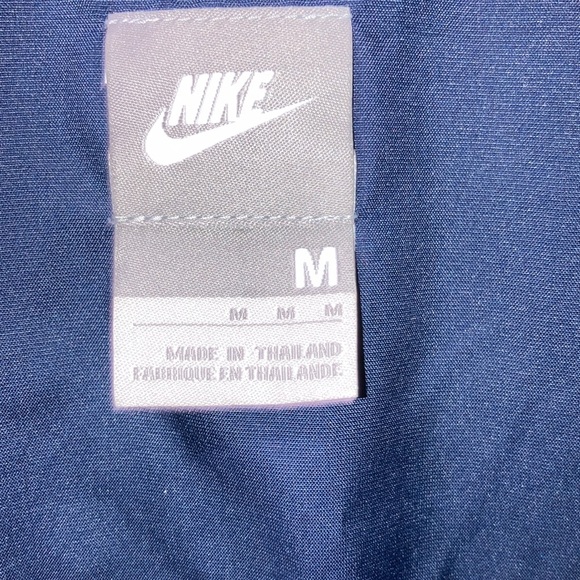 NIKE
M
M M M
MADE IN THAILAND
FABRIQUE EN THAILANDE